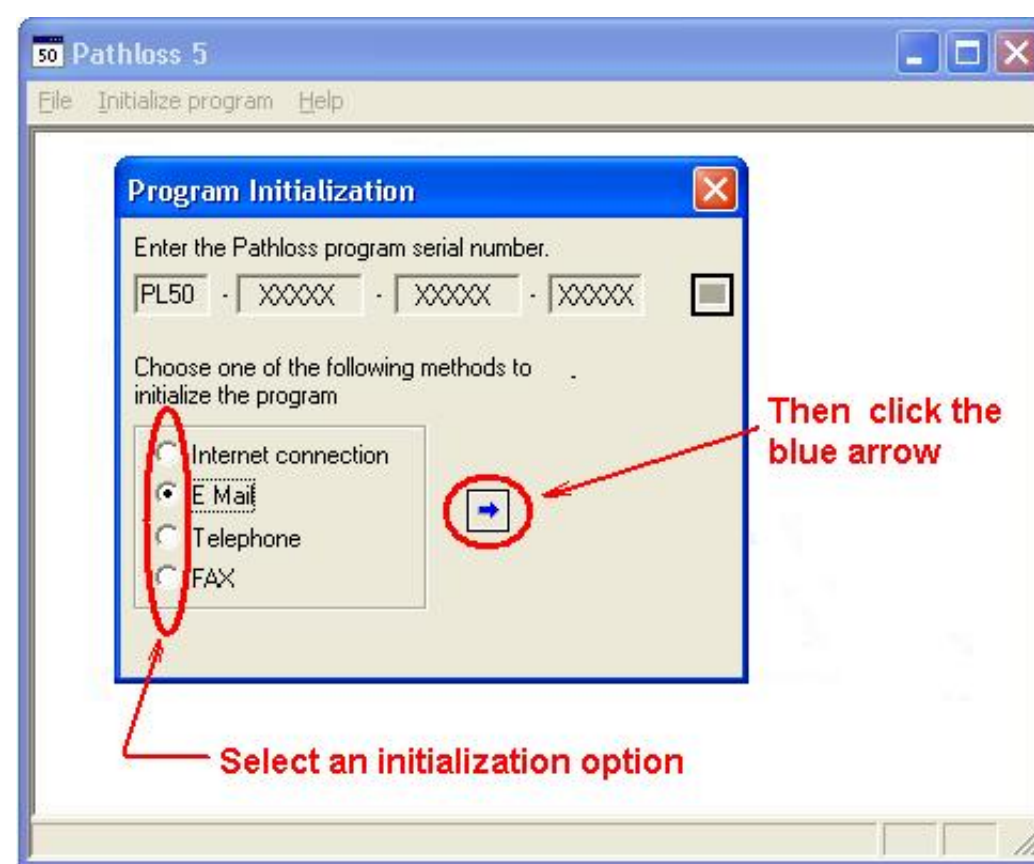 50 Pathloss 5
File Initialize program Help
Program Initialization
Enter the Pathloss program serial number.
PL50 - XXXXX - XXXXX - XXXXX
Choose one of the following methods to .
initialize the program
Internet connection
E Mail
Telephone
FAX
Then click the
blue arrow
Select an initialization option